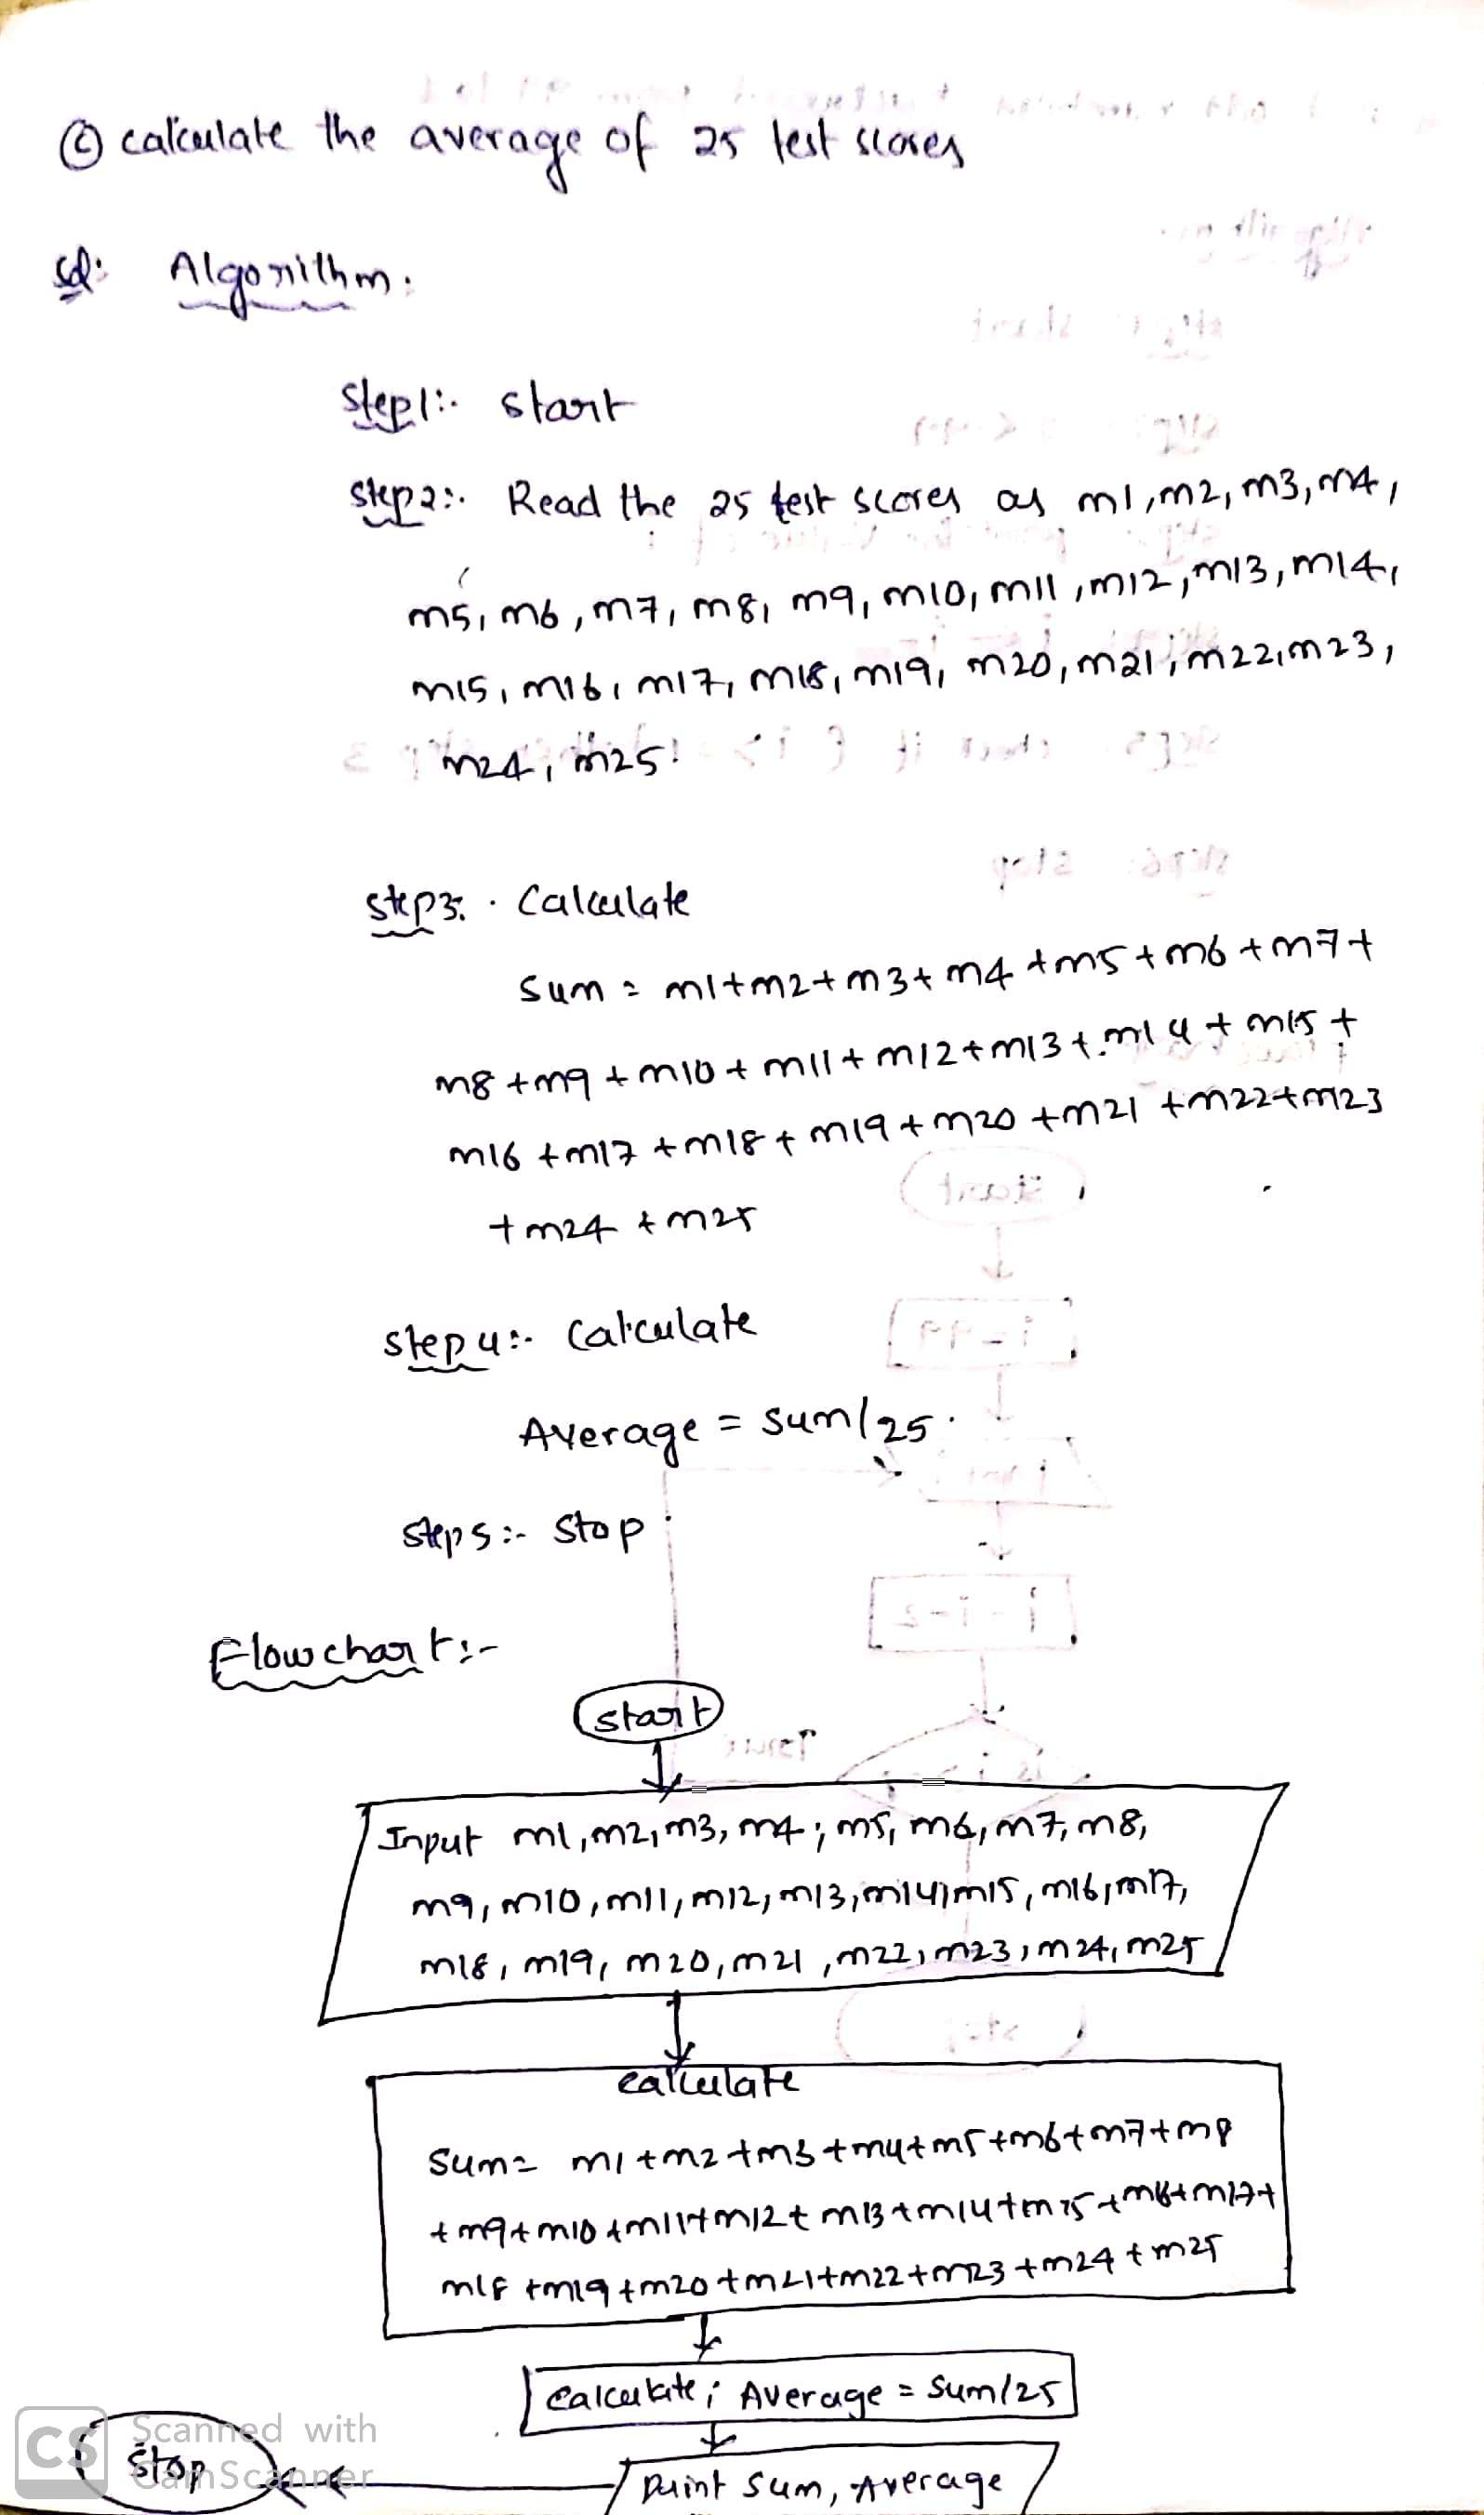 © calculate the average of 25 test scores
Sol: Algorithm:
Step1:- start
Step2:- Read the 25 test scores as m1, m2, m3, m4,
m5, m6, m7, m8, m9, m10, m11, m12, m13, m14,
m15, m16, m17, m18, m19, m20, m21, m22, m23,
m24, m25.
Step3:- Calculate
Sum = m1+m2+m3+m4+m5+m6+m7+
m8+m9+m10+m11+m12+m13+m14+m15+
m16+m17+m18+m19+m20+m21+m22+m23
+m24+m25
Step4:- Calculate
Average = sum/25.
Step5:- Stop
Flowchart:-
start
Input m1, m2, m3, m4, m5, m6, m7, m8,
m9, m10, m11, m12, m13, m14, m15, m16, m17,
m18, m19, m20, m21, m22, m23, m24, m25
calculate
Sum= m1+m2+m3+m4+m5+m6+m7+m8
+m9+m10+m11+m12+m13+m14+m15+m16+m17+
m18+m19+m20+m21+m22+m23+m24+m25
Calculate; Average = Sum/25
Print Sum, Average
Stop
CS Scanned with
CamScanner